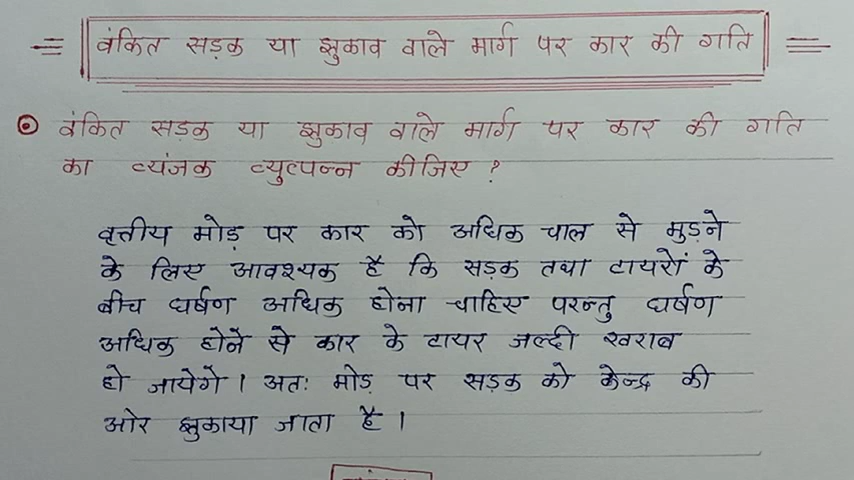 वंकित सड़क या झुकाव वाले मार्ग पर कार की गति
वंकित सड़क या झुकाव वाले मार्ग पर कार की गति
का व्यंजक व्युत्पन्न कीजिए ?
वृत्तीय मोड़ पर कार को अधिक चाल से मुड़ने
के लिए आवश्यक है कि सड़क तथा टायरों के
बीच घर्षण अधिक होना चाहिए परन्तु घर्षण
अधिक होने से कार के टायर जल्दी खराब
हो जायेगे । अतः मोड़ पर सड़क को केन्द्र की
ओर झुकाया जाता है ।